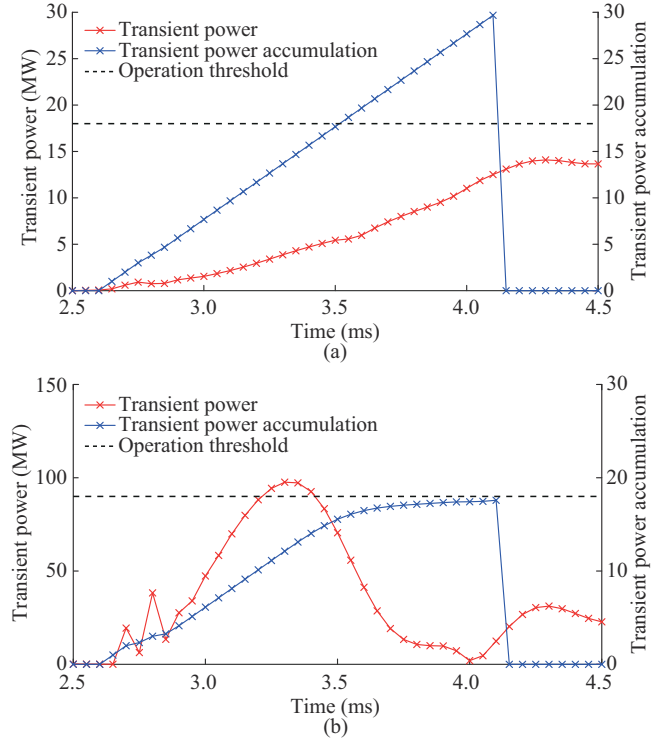 30
25
20
15
10
5
0
Transient power (MW)
Transient power
Transient power accumulation
Operation threshold
30
25
20
15
10
5
0
Transient power accumulation
2.5 3.0 3.5 4.0 4.5
Time (ms)
(a)
150
100
50
0
Transient power (MW)
Transient power
Transient power accumulation
Operation threshold
30
20
10
0
Transient power accumulation
2.5 3.0 3.5 4.0 4.5
Time (ms)
(b)